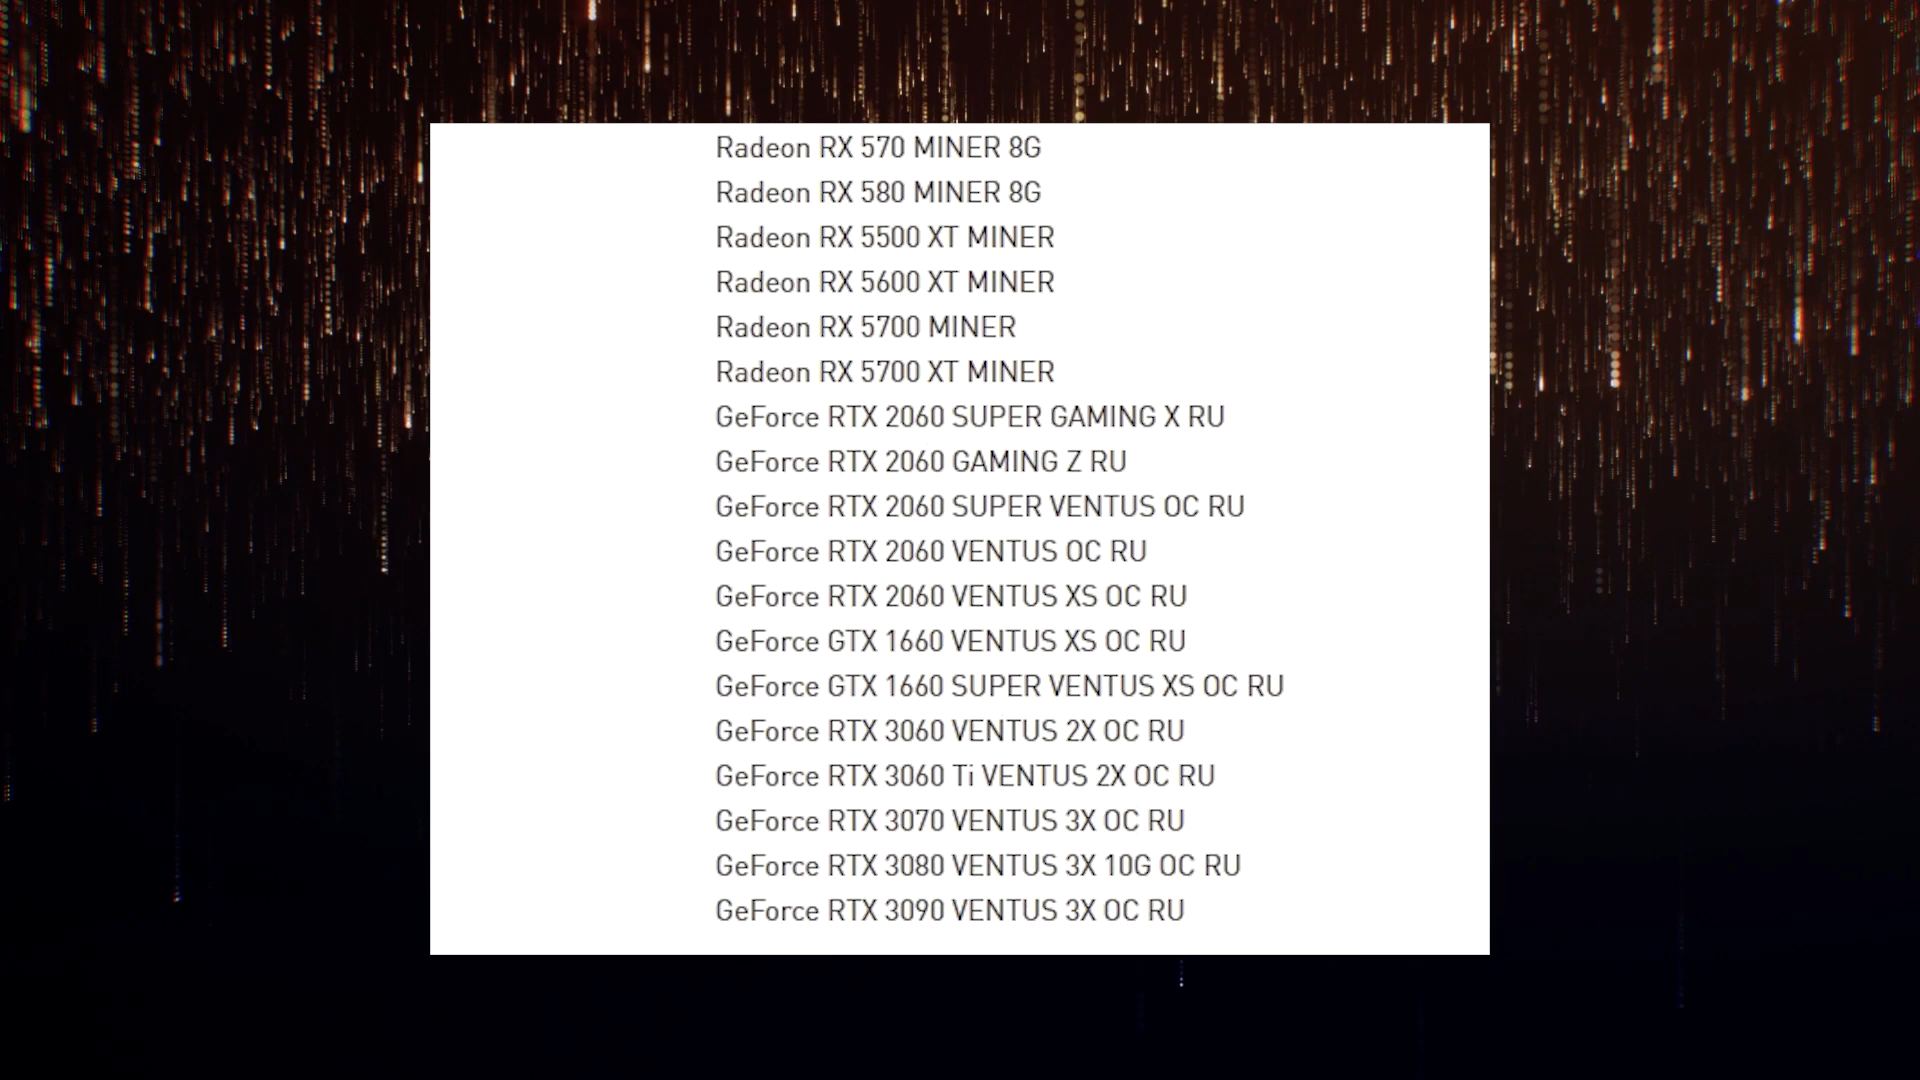 Radeon RX 570 MINER 8G
Radeon RX 580 MINER 8G
Radeon RX 5500 XT MINER
Radeon RX 5600 XT MINER
Radeon RX 5700 MINER
Radeon RX 5700 XT MINER
GeForce RTX 2060 SUPER GAMING X RU
GeForce RTX 2060 GAMING Z RU
GeForce RTX 2060 SUPER VENTUS OC RU
GeForce RTX 2060 VENTUS OC RU
GeForce RTX 2060 VENTUS XS OC RU
GeForce GTX 1660 VENTUS XS OC RU
GeForce GTX 1660 SUPER VENTUS XS OC RU
GeForce RTX 3060 VENTUS 2X OC RU
GeForce RTX 3060 Ti VENTUS 2X OC RU
GeForce RTX 3070 VENTUS 3X OC RU
GeForce RTX 3080 VENTUS 3X 10G OC RU
GeForce RTX 3090 VENTUS 3X OC RU